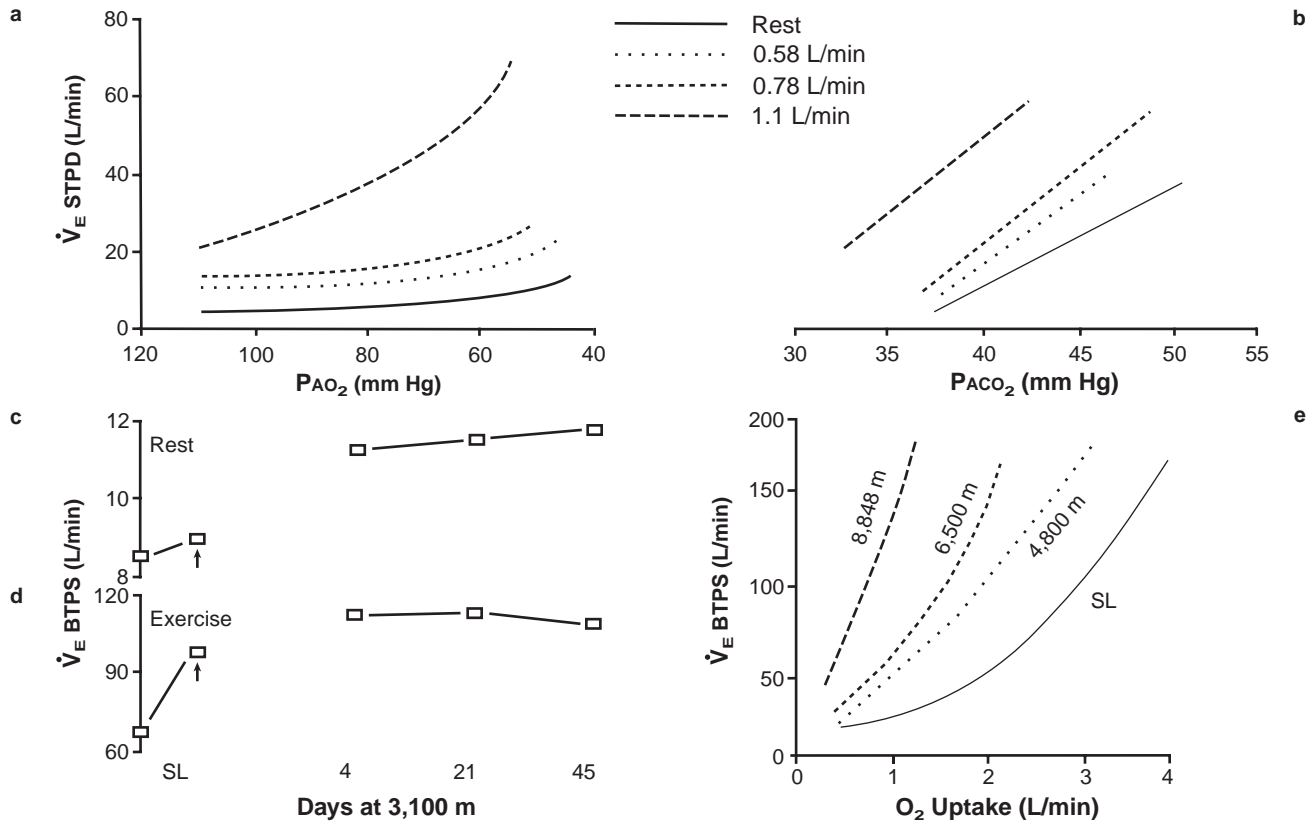 a
80
60
40
20
0
V̇E STPD (L/min)
120
100
80
60
40
PAO2 (mm Hg)
Rest
0.58 L/min
0.78 L/min
1.1 L/min
b
30
35
40
45
50
55
PACO2 (mm Hg)
c
12
10
8
Rest
d
120
90
60
Exercise
V̇E BTPS (L/min)
SL
4
21
45
Days at 3,100 m
e
200
150
100
50
0
V̇E BTPS (L/min)
8,848 m
6,500 m
4,800 m
SL
0
1
2
3
4
O2 Uptake (L/min)